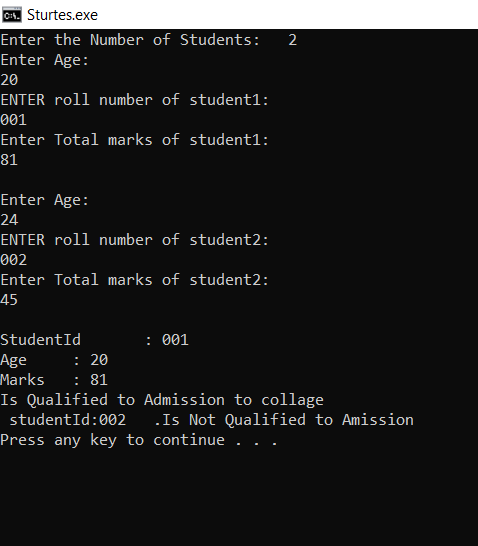 Sturtes.exe
Enter the Number of Students:   2
Enter Age:
20
ENTER roll number of student1:
001
Enter Total marks of student1:
81
Enter Age:
24
ENTER roll number of student2:
002
Enter Total marks of student2:
45
StudentId       : 001
Age     : 20
Marks   : 81
Is Qualified to Admission to collage
 studentId:002   .Is Not Qualified to Amission
Press any key to continue . . .